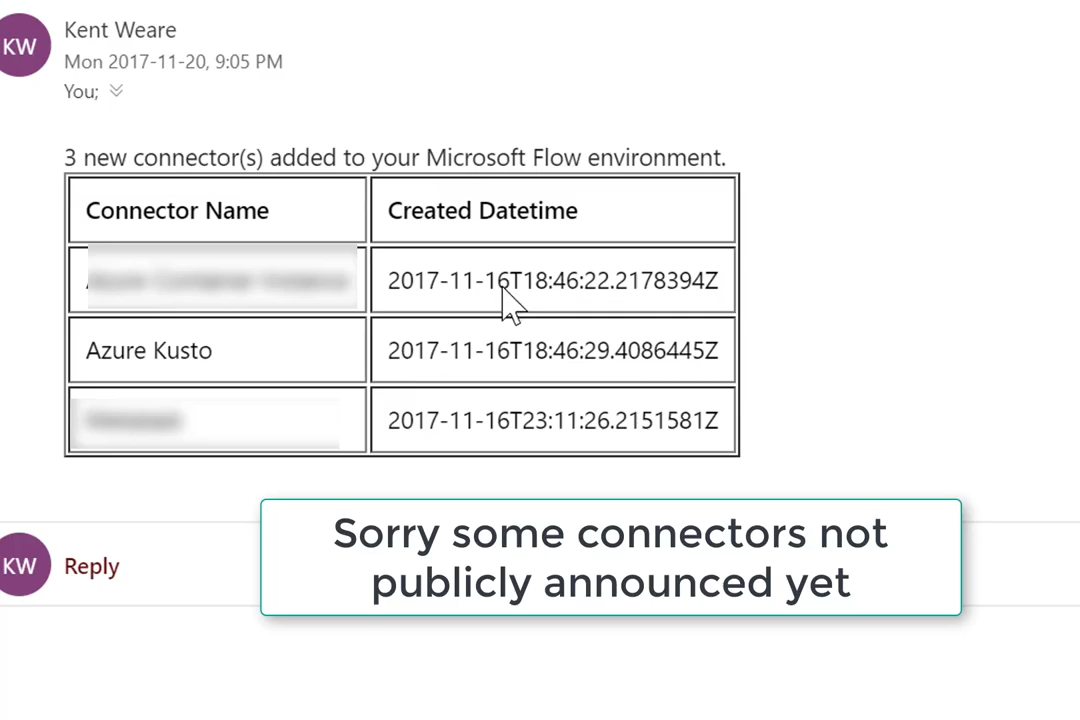 KW
Kent Weare
Mon 2017-11-20, 9:05 PM
You;
3 new connector(s) added to your Microsoft Flow environment.
Connector Name Created Datetime
2017-11-16T18:46:22.2178394Z
Azure Kusto 2017-11-16T18:46:29.4086445Z
2017-11-16T23:11:26.2151581Z
Sorry some connectors not
publicly announced yet
KW Reply